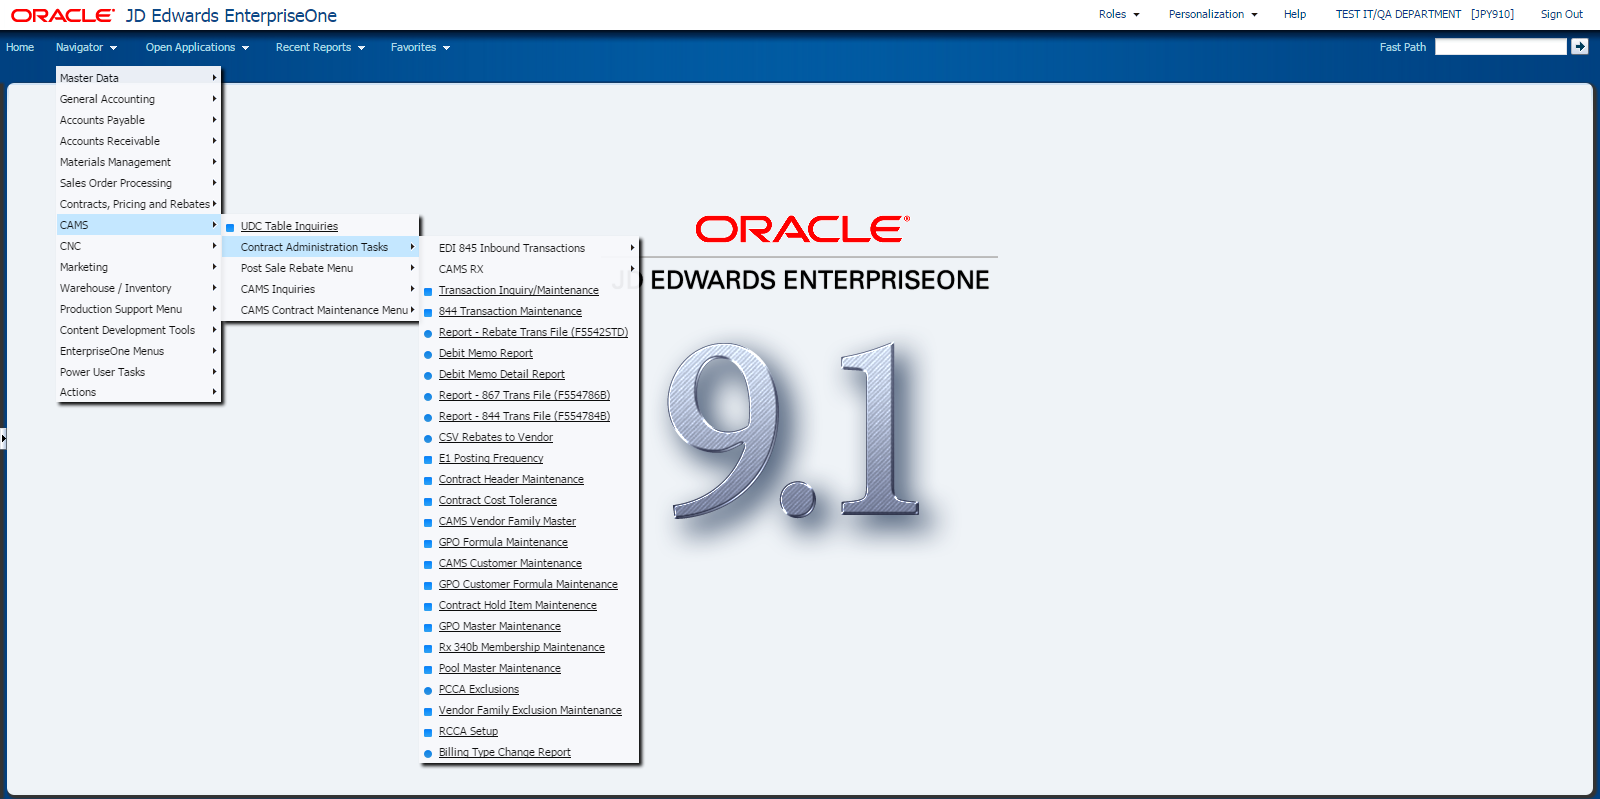 ORACLE® JD Edwards EnterpriseOne
Roles Personalization Help TEST IT/QA DEPARTMENT [JPY910] Sign Out
Home Navigator Open Applications Recent Reports Favorites Fast Path
Master Data
General Accounting
Accounts Payable
Accounts Receivable
Materials Management
Sales Order Processing
Contracts, Pricing and Rebates
CAMS
CNC
Marketing
Warehouse / Inventory
Production Support Menu
Content Development Tools
EnterpriseOne Menus
Power User Tasks
Actions
UDC Table Inquiries
Contract Administration Tasks
Post Sale Rebate Menu
CAMS Inquiries
CAMS Contract Maintenance Menu
EDI 845 Inbound Transactions
CAMS RX
Transaction Inquiry/Maintenance
844 Transaction Maintenance
Report - Rebate Trans File (F5542STD)
Debit Memo Report
Debit Memo Detail Report
Report - 867 Trans File (F554786B)
Report - 844 Trans File (F554784B)
CSV Rebates to Vendor
E1 Posting Frequency
Contract Header Maintenance
Contract Cost Tolerance
CAMS Vendor Family Master
GPO Formula Maintenance
CAMS Customer Maintenance
GPO Customer Formula Maintenance
Contract Hold Item Maintenence
GPO Master Maintenance
Rx 340b Membership Maintenance
Pool Master Maintenance
PCCA Exclusions
Vendor Family Exclusion Maintenance
RCCA Setup
Billing Type Change Report
ORACLE®
JD EDWARDS ENTERPRISEONE
9.1